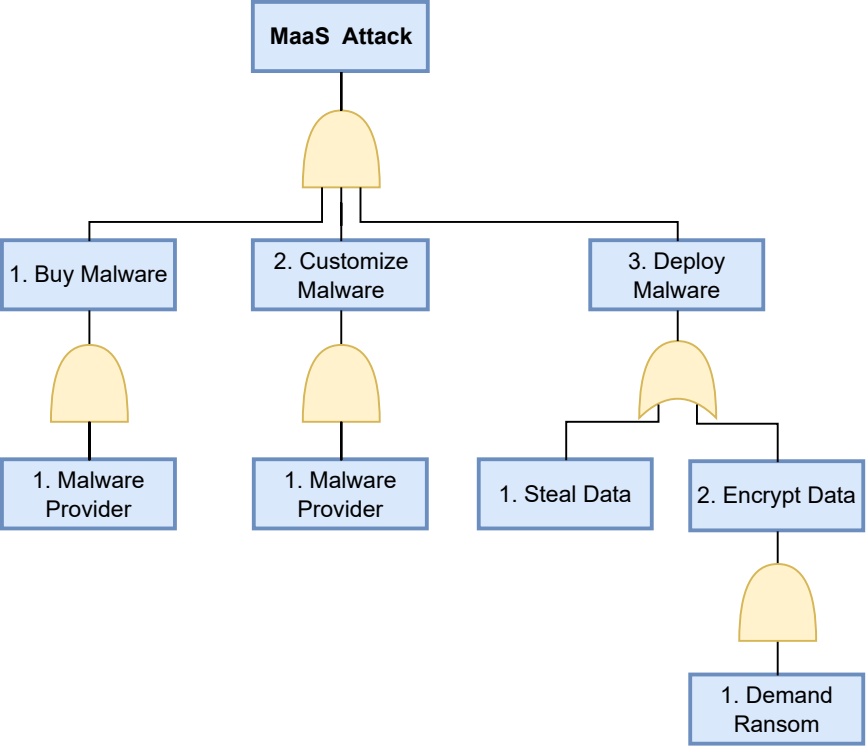 MaaS Attack
1. Buy Malware
2. Customize
Malware
3. Deploy
Malware
1. Malware
Provider
1. Malware
Provider
1. Steal Data
2. Encrypt Data
1. Demand
Ransom